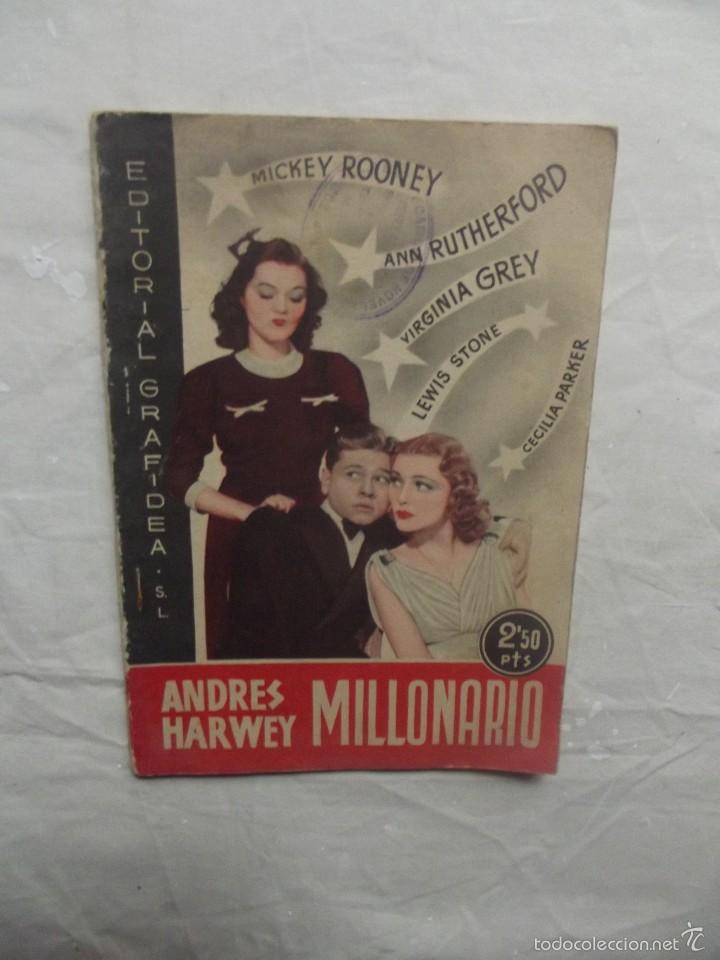 EDITORIAL GRAFIDEA. S.L.
MICKEY ROONEY
ANN RUTHERFORD
VIRGINIA GREY
LEWIS STONE
CECILIA PARKER
2'50
PTS
ANDRES
HARWEY
MILLONARIO
todocoleccion.net